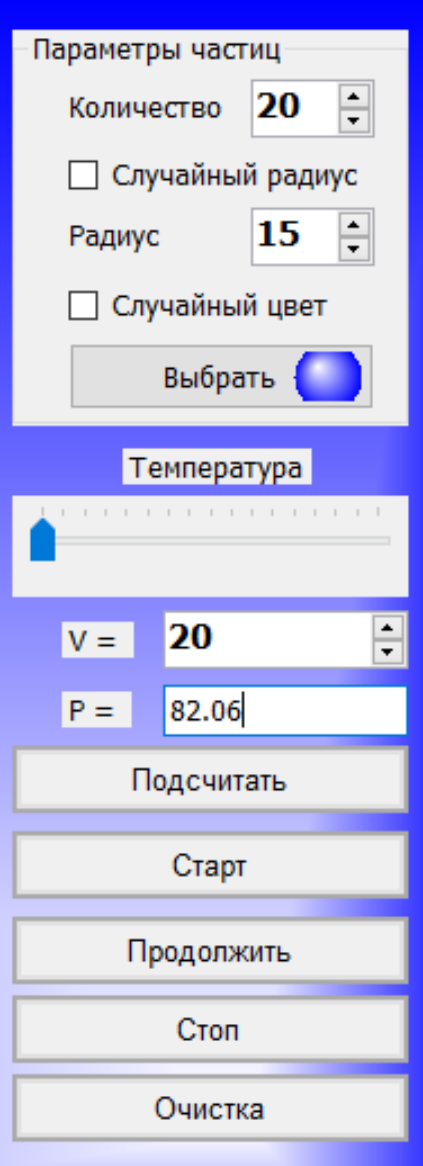 Параметры частиц
Количество 20
Случайный радиус
Радиус 15
Случайный цвет
Выбрать
Температура
V = 20
P = 82.06
Подсчитать
Старт
Продолжить
Стоп
Очистка